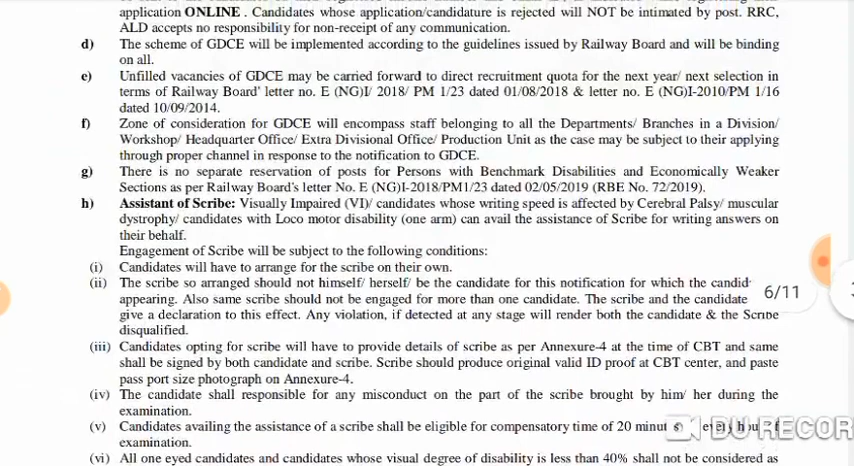 application ONLINE . Candidates whose application/candidature is rejected will NOT be intimated by post. RRC,
ALD accepts no responsibility for non-receipt of any communication.
d) The scheme of GDCE will be implemented according to the guidelines issued by Railway Board and will be binding
on all.
e) Unfilled vacancies of GDCE may be carried forward to direct recruitment quota for the next year/ next selection in
terms of Railway Board' letter no. E (NG)I/ 2018/ PM 1/23 dated 01/08/2018 & letter no. E (NG)I-2010/PM 1/16
dated 10/09/2014.
f) Zone of consideration for GDCE will encompass staff belonging to all the Departments/ Branches in a Division/
Workshop/ Headquarter Office/ Extra Divisional Office/ Production Unit as the case may be subject to their applying
through proper channel in response to the notification to GDCE.
g) There is no separate reservation of posts for Persons with Benchmark Disabilities and Economically Weaker
Sections as per Railway Board's letter No. E (NG)I-2018/PM1/23 dated 02/05/2019 (RBE No. 72/2019).
h) Assistant of Scribe: Visually Impaired (VI)/ candidates whose writing speed is affected by Cerebral Palsy/ muscular
dystrophy/ candidates with Loco motor disability (one arm) can avail the assistance of Scribe for writing answers on
their behalf.
Engagement of Scribe will be subject to the following conditions:
(i) Candidates will have to arrange for the scribe on their own.
(ii) The scribe so arranged should not himself/ herself/ be the candidate for this notification for which the candid
appearing. Also same scribe should not be engaged for more than one candidate. The scribe and the candidate
6/11
give a declaration to this effect. Any violation, if detected at any stage will render both the candidate & the Scribe
disqualified.
(iii) Candidates opting for scribe will have to provide details of scribe as per Annexure-4 at the time of CBT and same
shall be signed by both candidate and scribe. Scribe should produce original valid ID proof at CBT center, and paste
pass port size photograph on Annexure-4.
(iv) The candidate shall responsible for any misconduct on the part of the scribe brought by him/ her during the
examination.
(v) Candidates availing the assistance of a scribe shall be eligible for compensatory time of 20 minutes every hour of
DU RECOR
examination.
(vi) All one eyed candidates and candidates whose visual degree of disability is less than 40% shall not be considered as